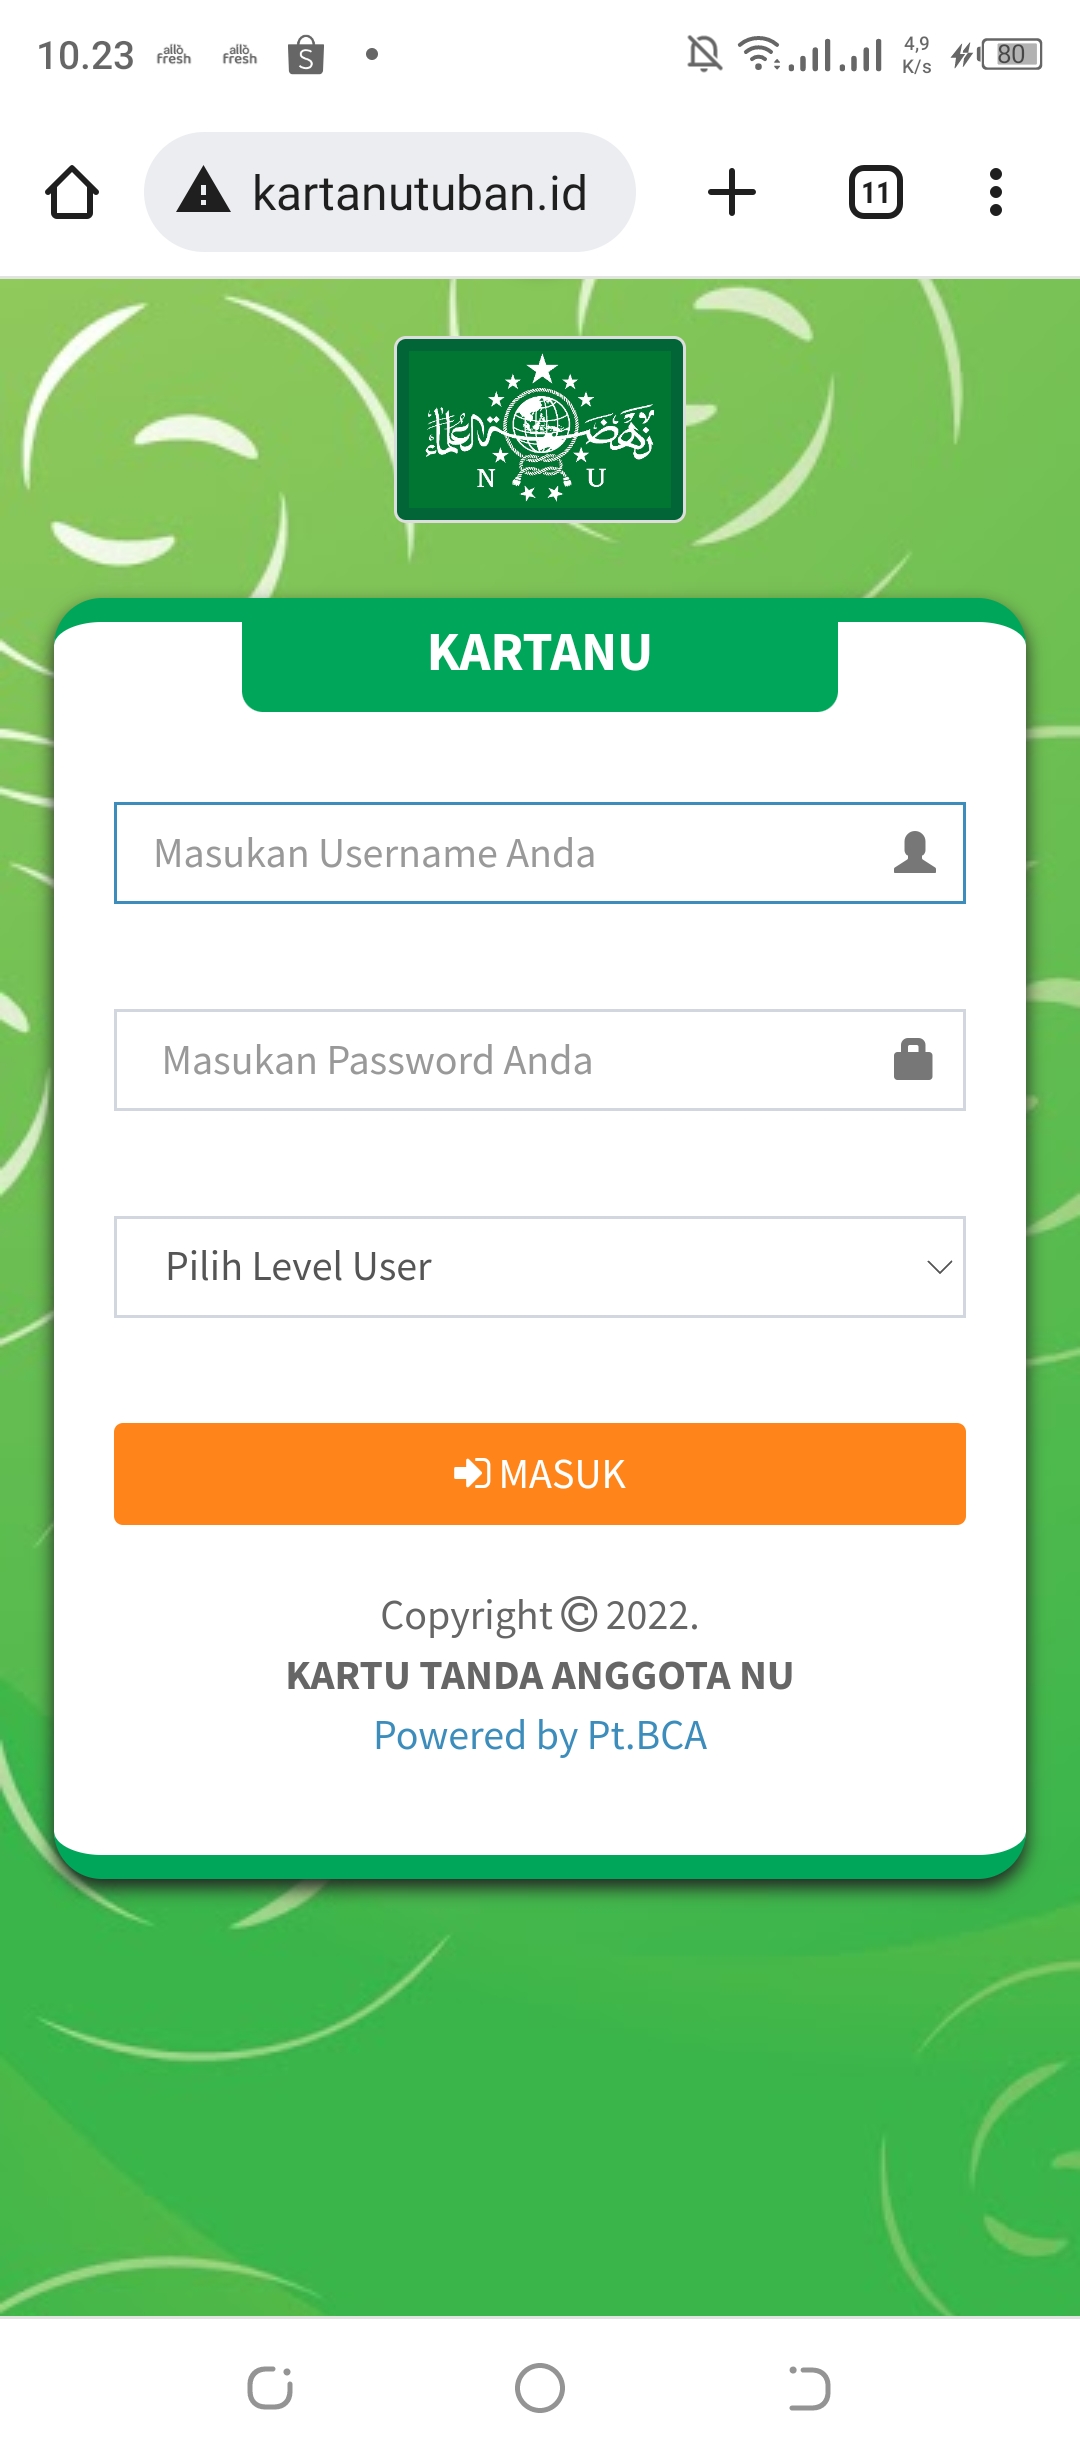 10.23 allo fresh allo fresh S 4,9 K/s 80
kartanutuban.id 11
N U
KARTANU
Masukan Username Anda
Masukan Password Anda
Pilih Level User
MASUK
Copyright © 2022.
KARTU TANDA ANGGOTA NU
Powered by Pt.BCA